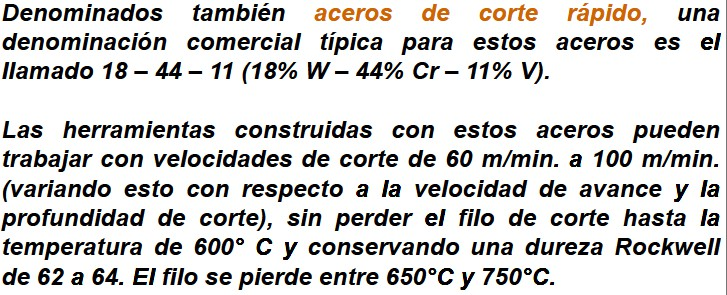 Denominados también aceros de corte rápido, una
denominación comercial típica para estos aceros es el
llamado 18 – 44 – 11 (18% W – 44% Cr – 11% V).
Las herramientas construidas con estos aceros pueden
trabajar con velocidades de corte de 60 m/min. a 100 m/min.
(variando esto con respecto a la velocidad de avance y la
profundidad de corte), sin perder el filo de corte hasta la
temperatura de 600° C y conservando una dureza Rockwell
de 62 a 64. El filo se pierde entre 650°C y 750°C.